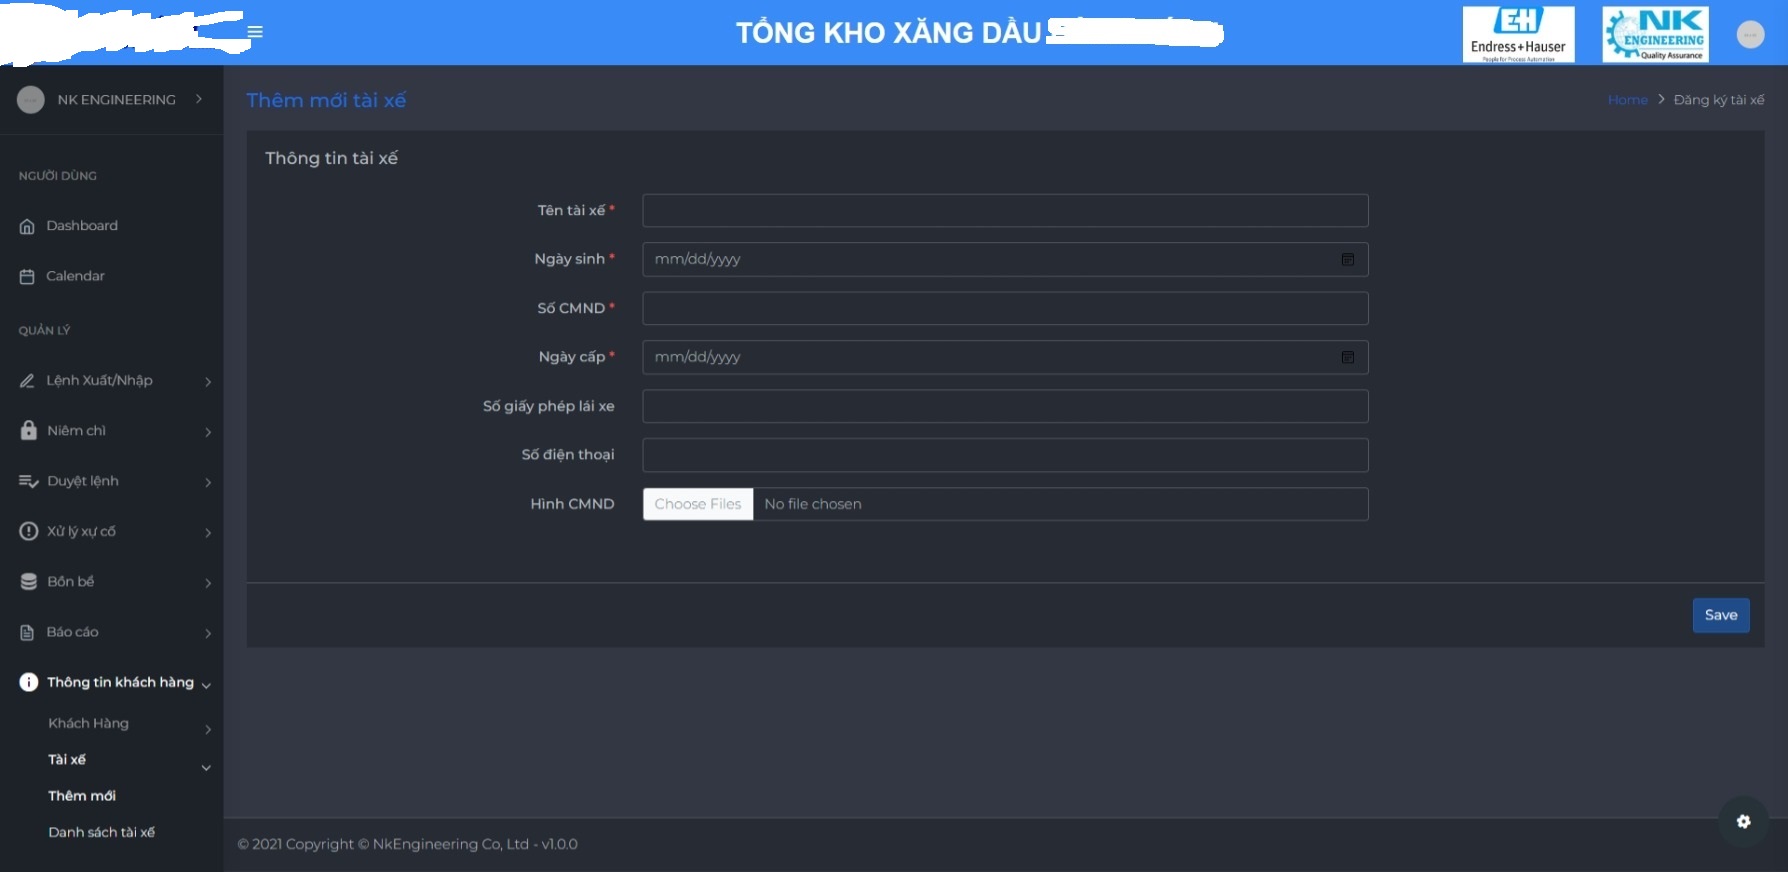 TỔNG KHO XĂNG DẦU
EH
Endress+Hauser
People for Process Automation
NK
ENGINEERING
Quality Assurance
NK ENGINEERING
Thêm mới tài xế
Home > Đăng ký tài xế
NGƯỜI DÙNG
Dashboard
Calendar
QUẢN LÝ
Lệnh Xuất/Nhập
Niêm chì
Duyệt lệnh
Xử lý xự cố
Bồn bể
Báo cáo
Thông tin khách hàng
Khách Hàng
Tài xế
Thêm mới
Danh sách tài xế
Thông tin tài xế
Tên tài xế *
Ngày sinh * mm/dd/yyyy
Số CMND *
Ngày cấp * mm/dd/yyyy
Số giấy phép lái xe
Số điện thoại
Hình CMND Choose Files No file chosen
Save
© 2021 Copyright © NkEngineering Co, Ltd - v1.0.0